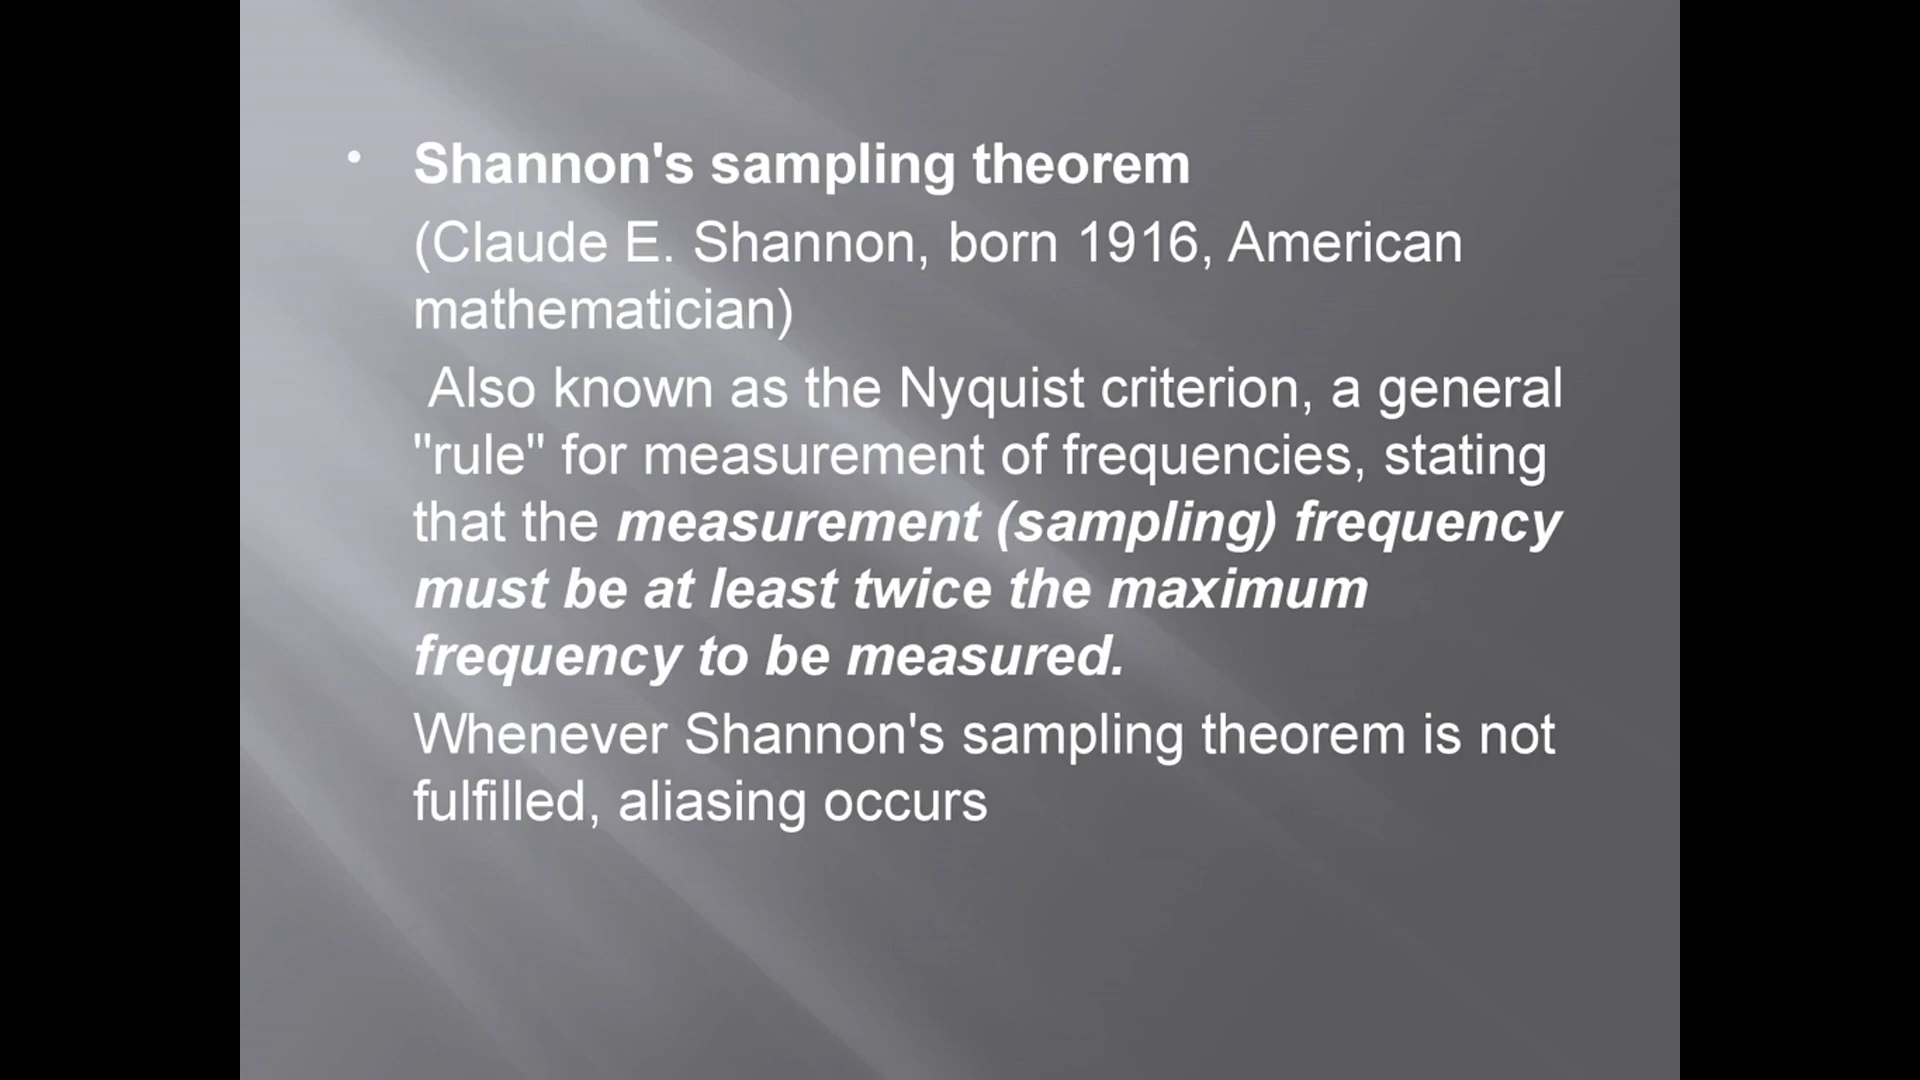 • Shannon's sampling theorem
(Claude E. Shannon, born 1916, American
mathematician)
Also known as the Nyquist criterion, a general
"rule" for measurement of frequencies, stating
that the measurement (sampling) frequency
must be at least twice the maximum
frequency to be measured.
Whenever Shannon's sampling theorem is not
fulfilled, aliasing occurs